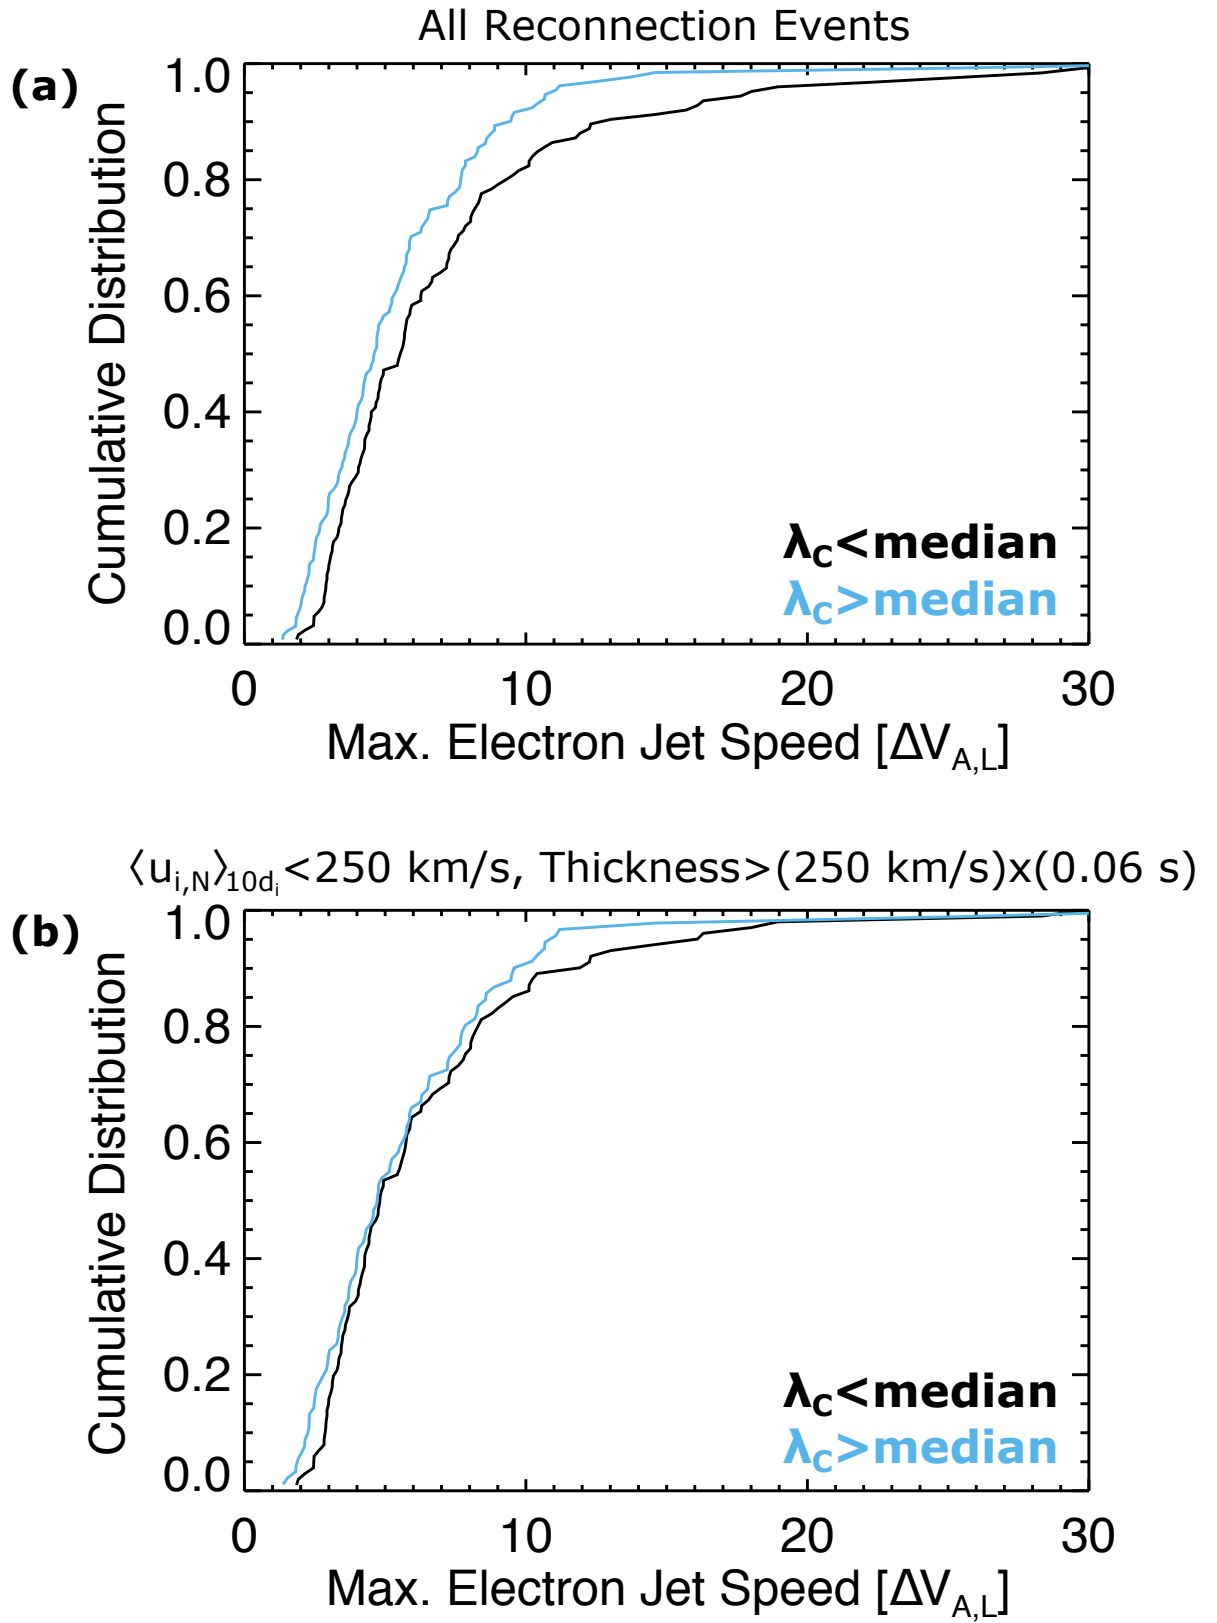 All Reconnection Events
(a)
1.0
0.8
0.6
0.4
0.2
0.0
Cumulative Distribution
λC<median
λC>median
0 10 20 30
Max. Electron Jet Speed [ΔVA,L]
⟨ui,N⟩10di<250 km/s, Thickness>(250 km/s)x(0.06 s)
(b)
1.0
0.8
0.6
0.4
0.2
0.0
Cumulative Distribution
λC<median
λC>median
0 10 20 30
Max. Electron Jet Speed [ΔVA,L]